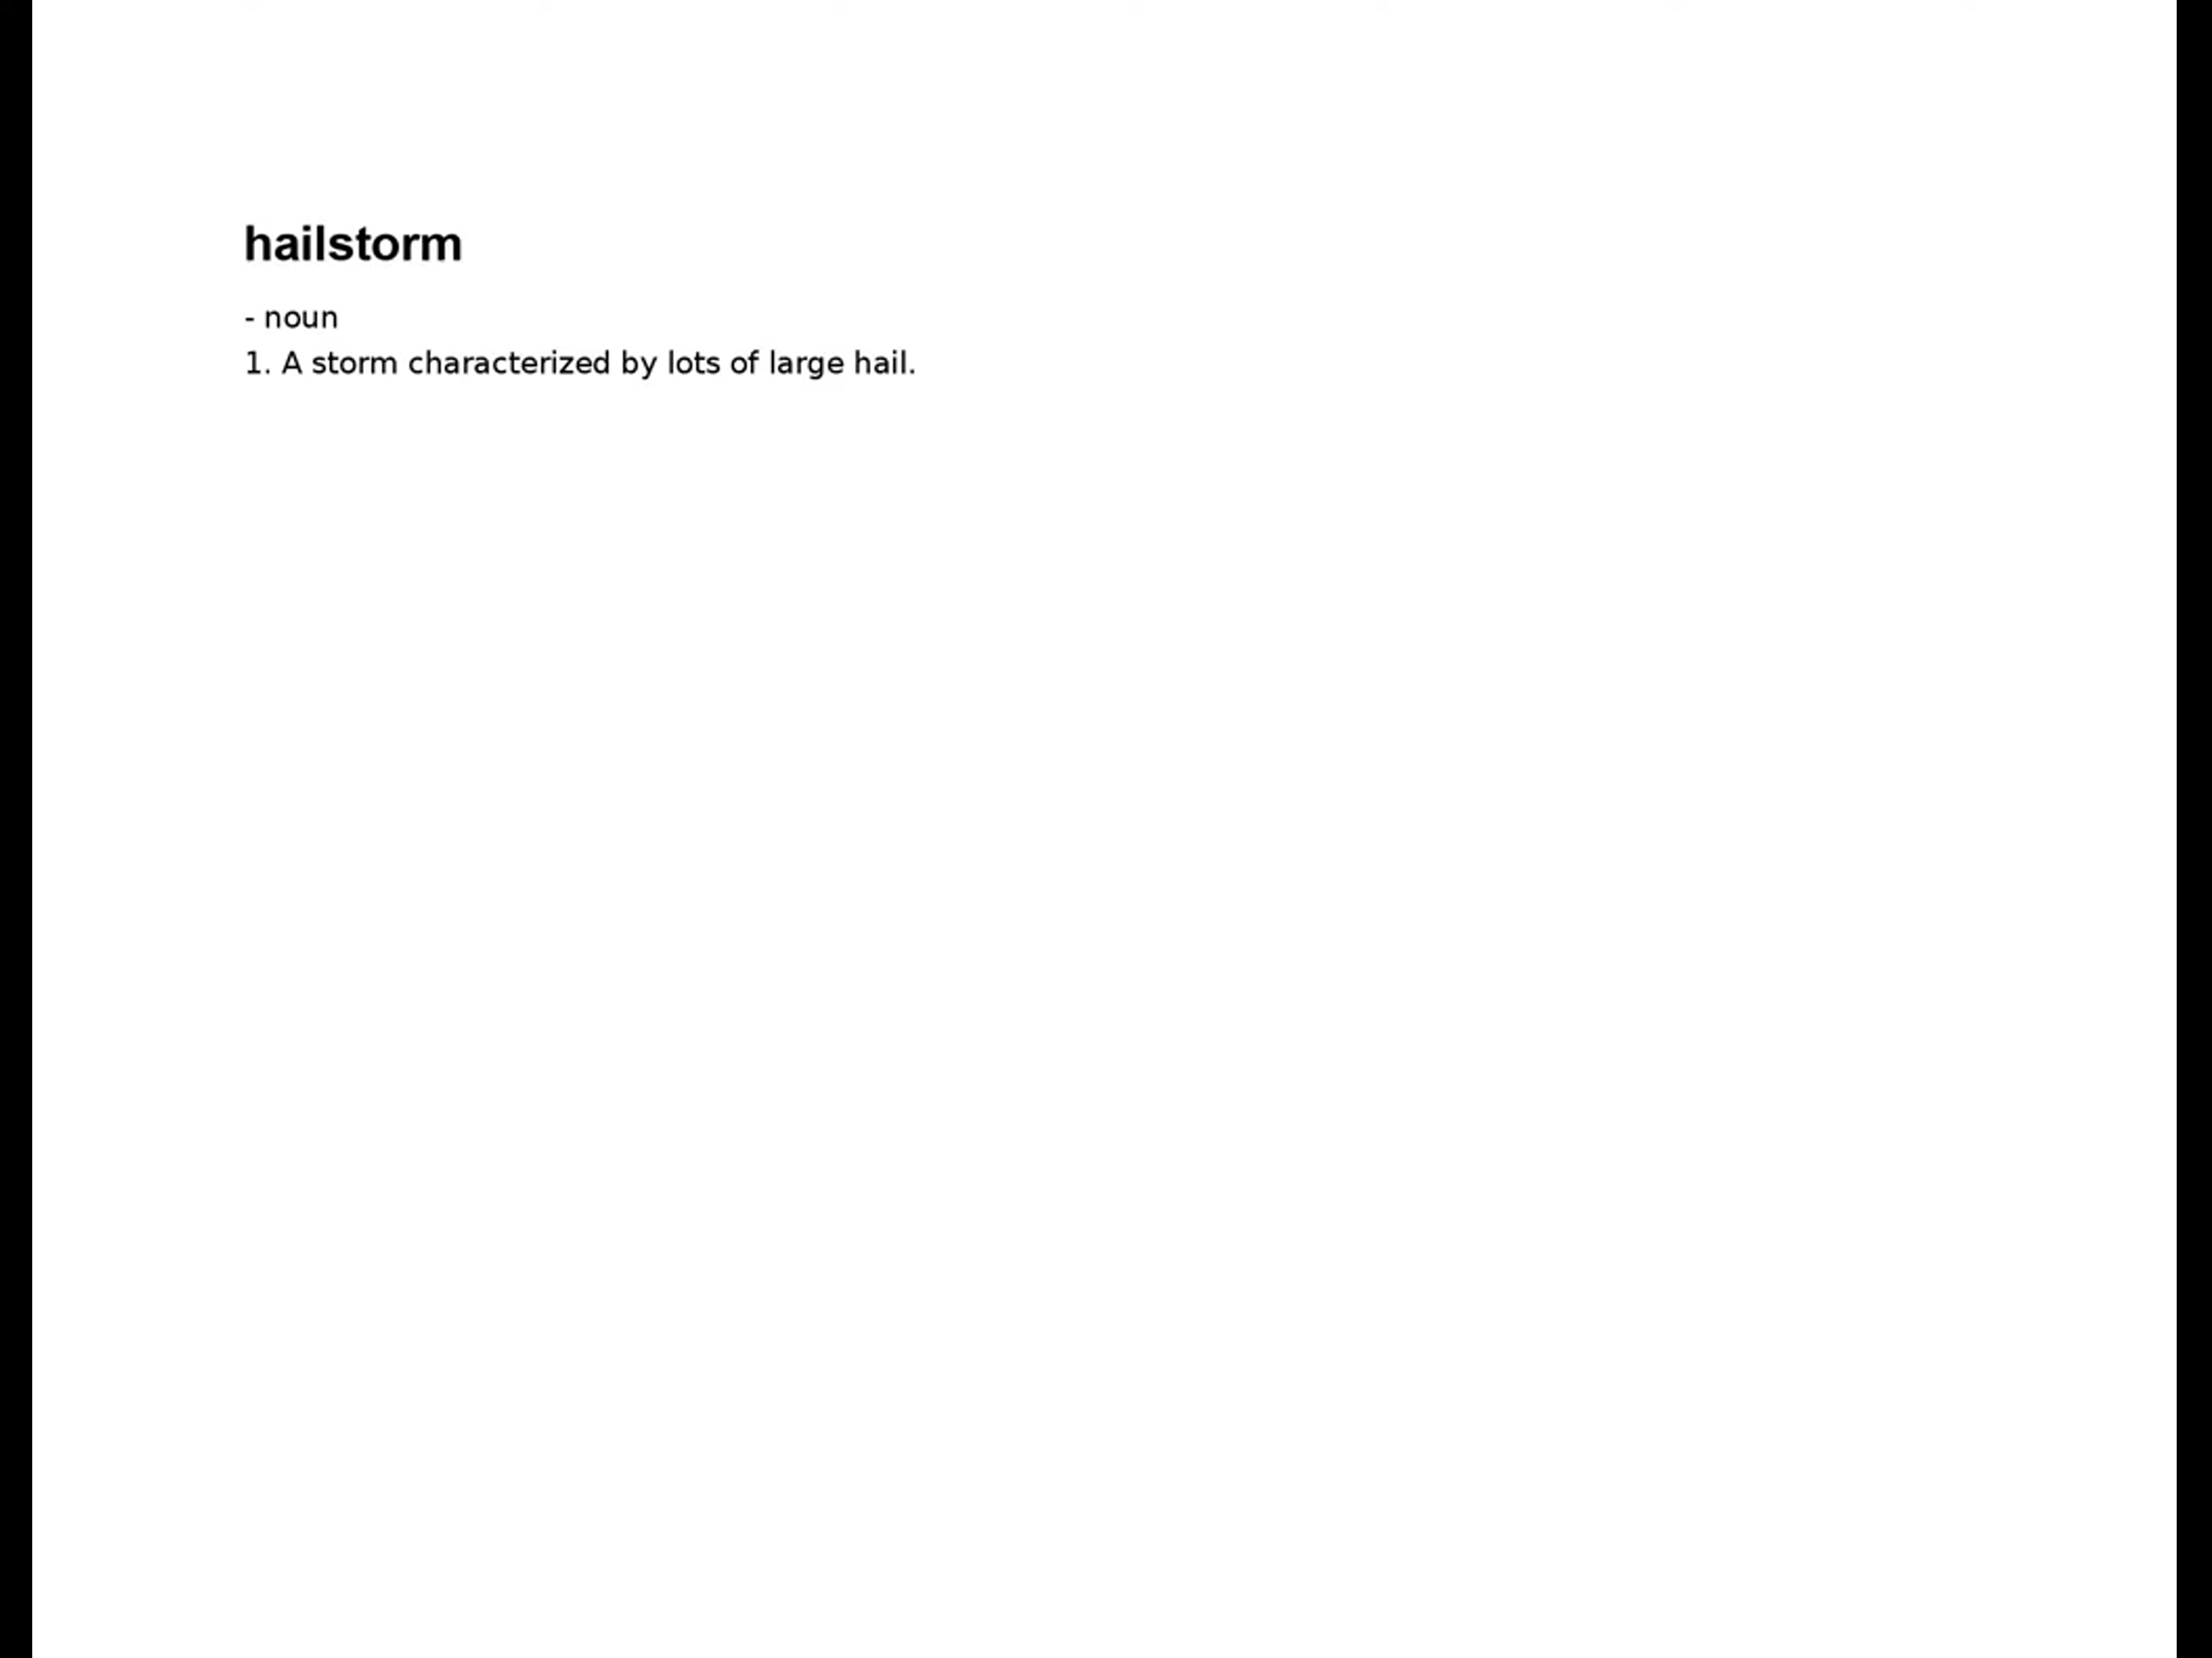 hailstorm
- noun
1. A storm characterized by lots of large hail.